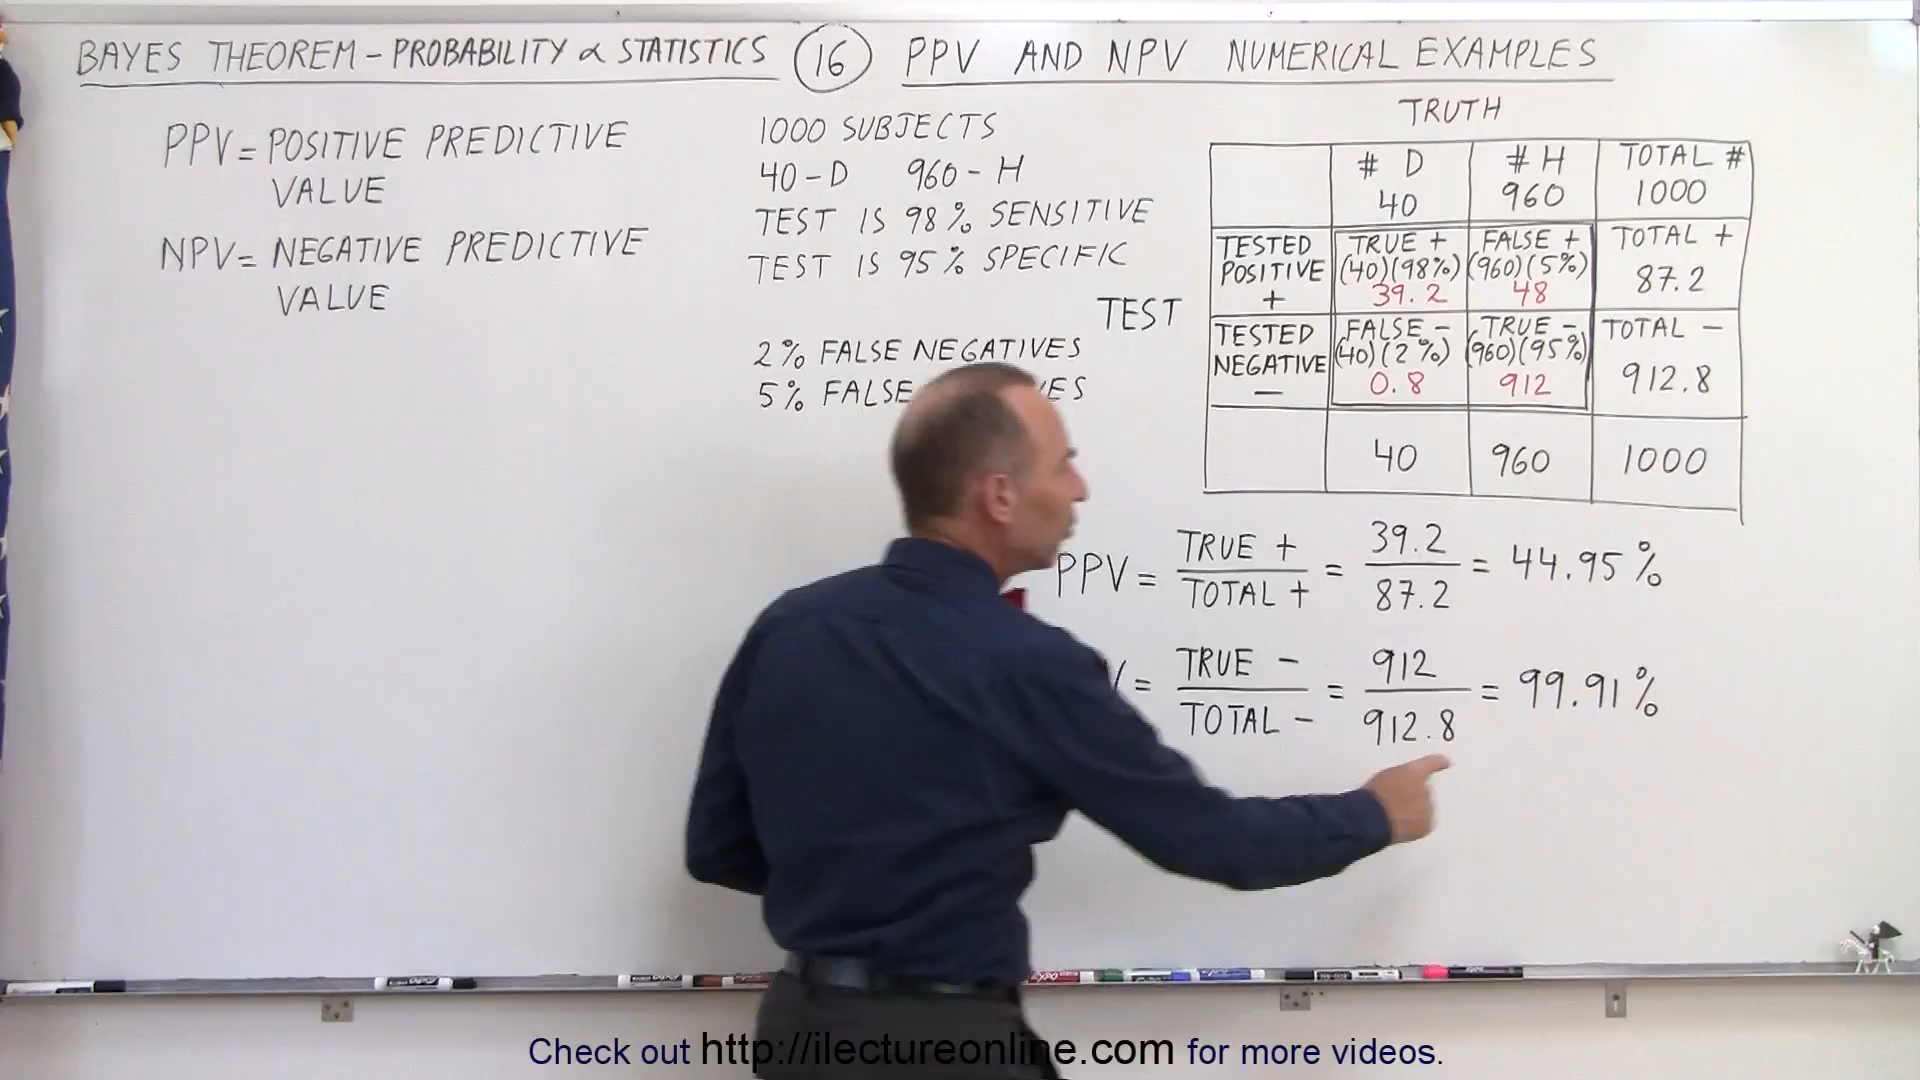 BAYES THEOREM - PROBABILITY & STATISTICS 16 PPV AND NPV NUMERICAL EXAMPLES
PPV = POSITIVE PREDICTIVE
VALUE
NPV = NEGATIVE PREDICTIVE
VALUE
1000 SUBJECTS
40 - D 960 - H
TEST IS 98% SENSITIVE
TEST IS 95% SPECIFIC
2% FALSE NEGATIVES
5% FALSE
TRUTH
TEST
# D # H TOTAL #
40 960 1000
TESTED POSITIVE +
TRUE + (40)(98%) 39.2
FALSE + (960)(5%) 48
TOTAL + 87.2
TESTED NEGATIVE -
FALSE - (40)(2%) 0.8
TRUE - (960)(95%) 912
TOTAL - 912.8
40 960 1000
PPV = TRUE + / TOTAL + = 39.2 / 87.2 = 44.95%
= TRUE - / TOTAL - = 912 / 912.8 = 99.91%
EXPO
Check out http://ilectureonline.com for more videos.